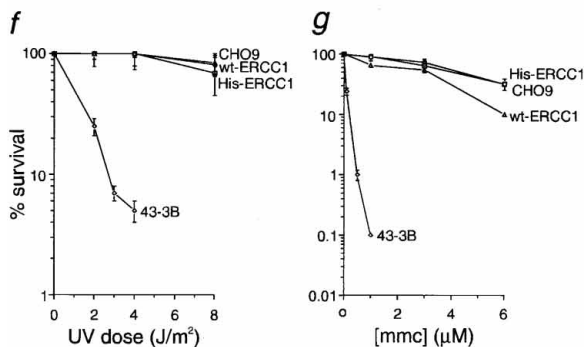 f
100
10
1
% survival
CHO9
wt-ERCC1
His-ERCC1
43-3B
0 2 4 6 8
UV dose (J/m²)
g
100
10
1
0.1
0.01
His-ERCC1
CHO9
wt-ERCC1
43-3B
0 2 4 6
[mmc] (μM)